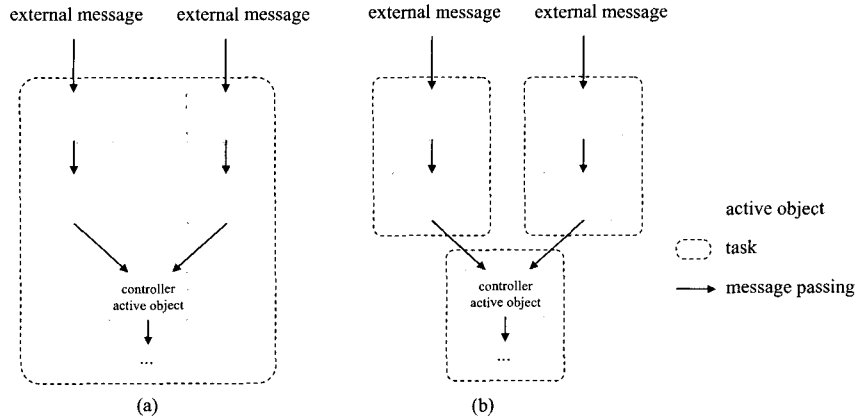 external message external message
external message external message
controller
active object
...
(a)
controller
active object
...
(b)
active object
task
message passing